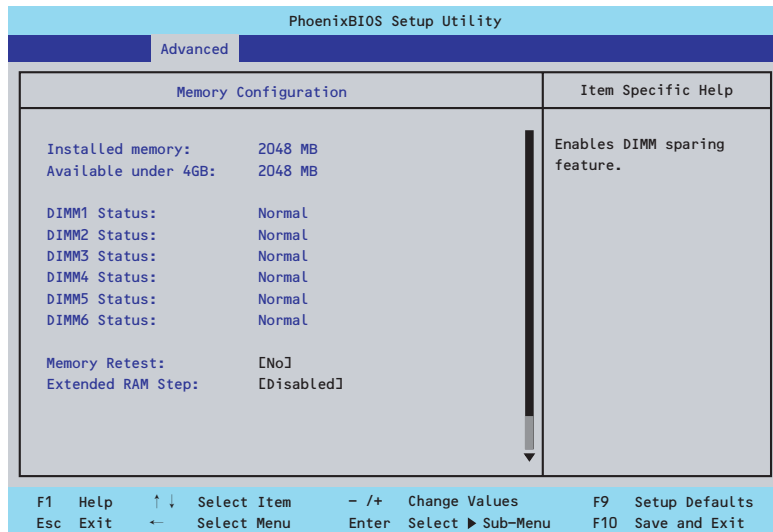 PhoenixBIOS Setup Utility
Advanced
Memory Configuration
Item Specific Help
Installed memory: 2048 MB
Available under 4GB: 2048 MB
Enables DIMM sparing
feature.
DIMM1 Status: Normal
DIMM2 Status: Normal
DIMM3 Status: Normal
DIMM4 Status: Normal
DIMM5 Status: Normal
DIMM6 Status: Normal
Memory Retest: [No]
Extended RAM Step: [Disabled]
F1 Help ↑↓ Select Item – /+ Change Values F9 Setup Defaults
Esc Exit ← Select Menu Enter Select ▶ Sub–Menu F10 Save and Exit